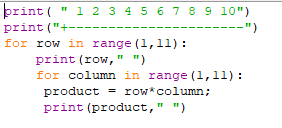 print( " 1 2 3 4 5 6 7 8 9 10")
print("+--------------------")
for row in range(1,11):
    print(row," ")
    for column in range(1,11):
     product = row*column;
     print(product," ")